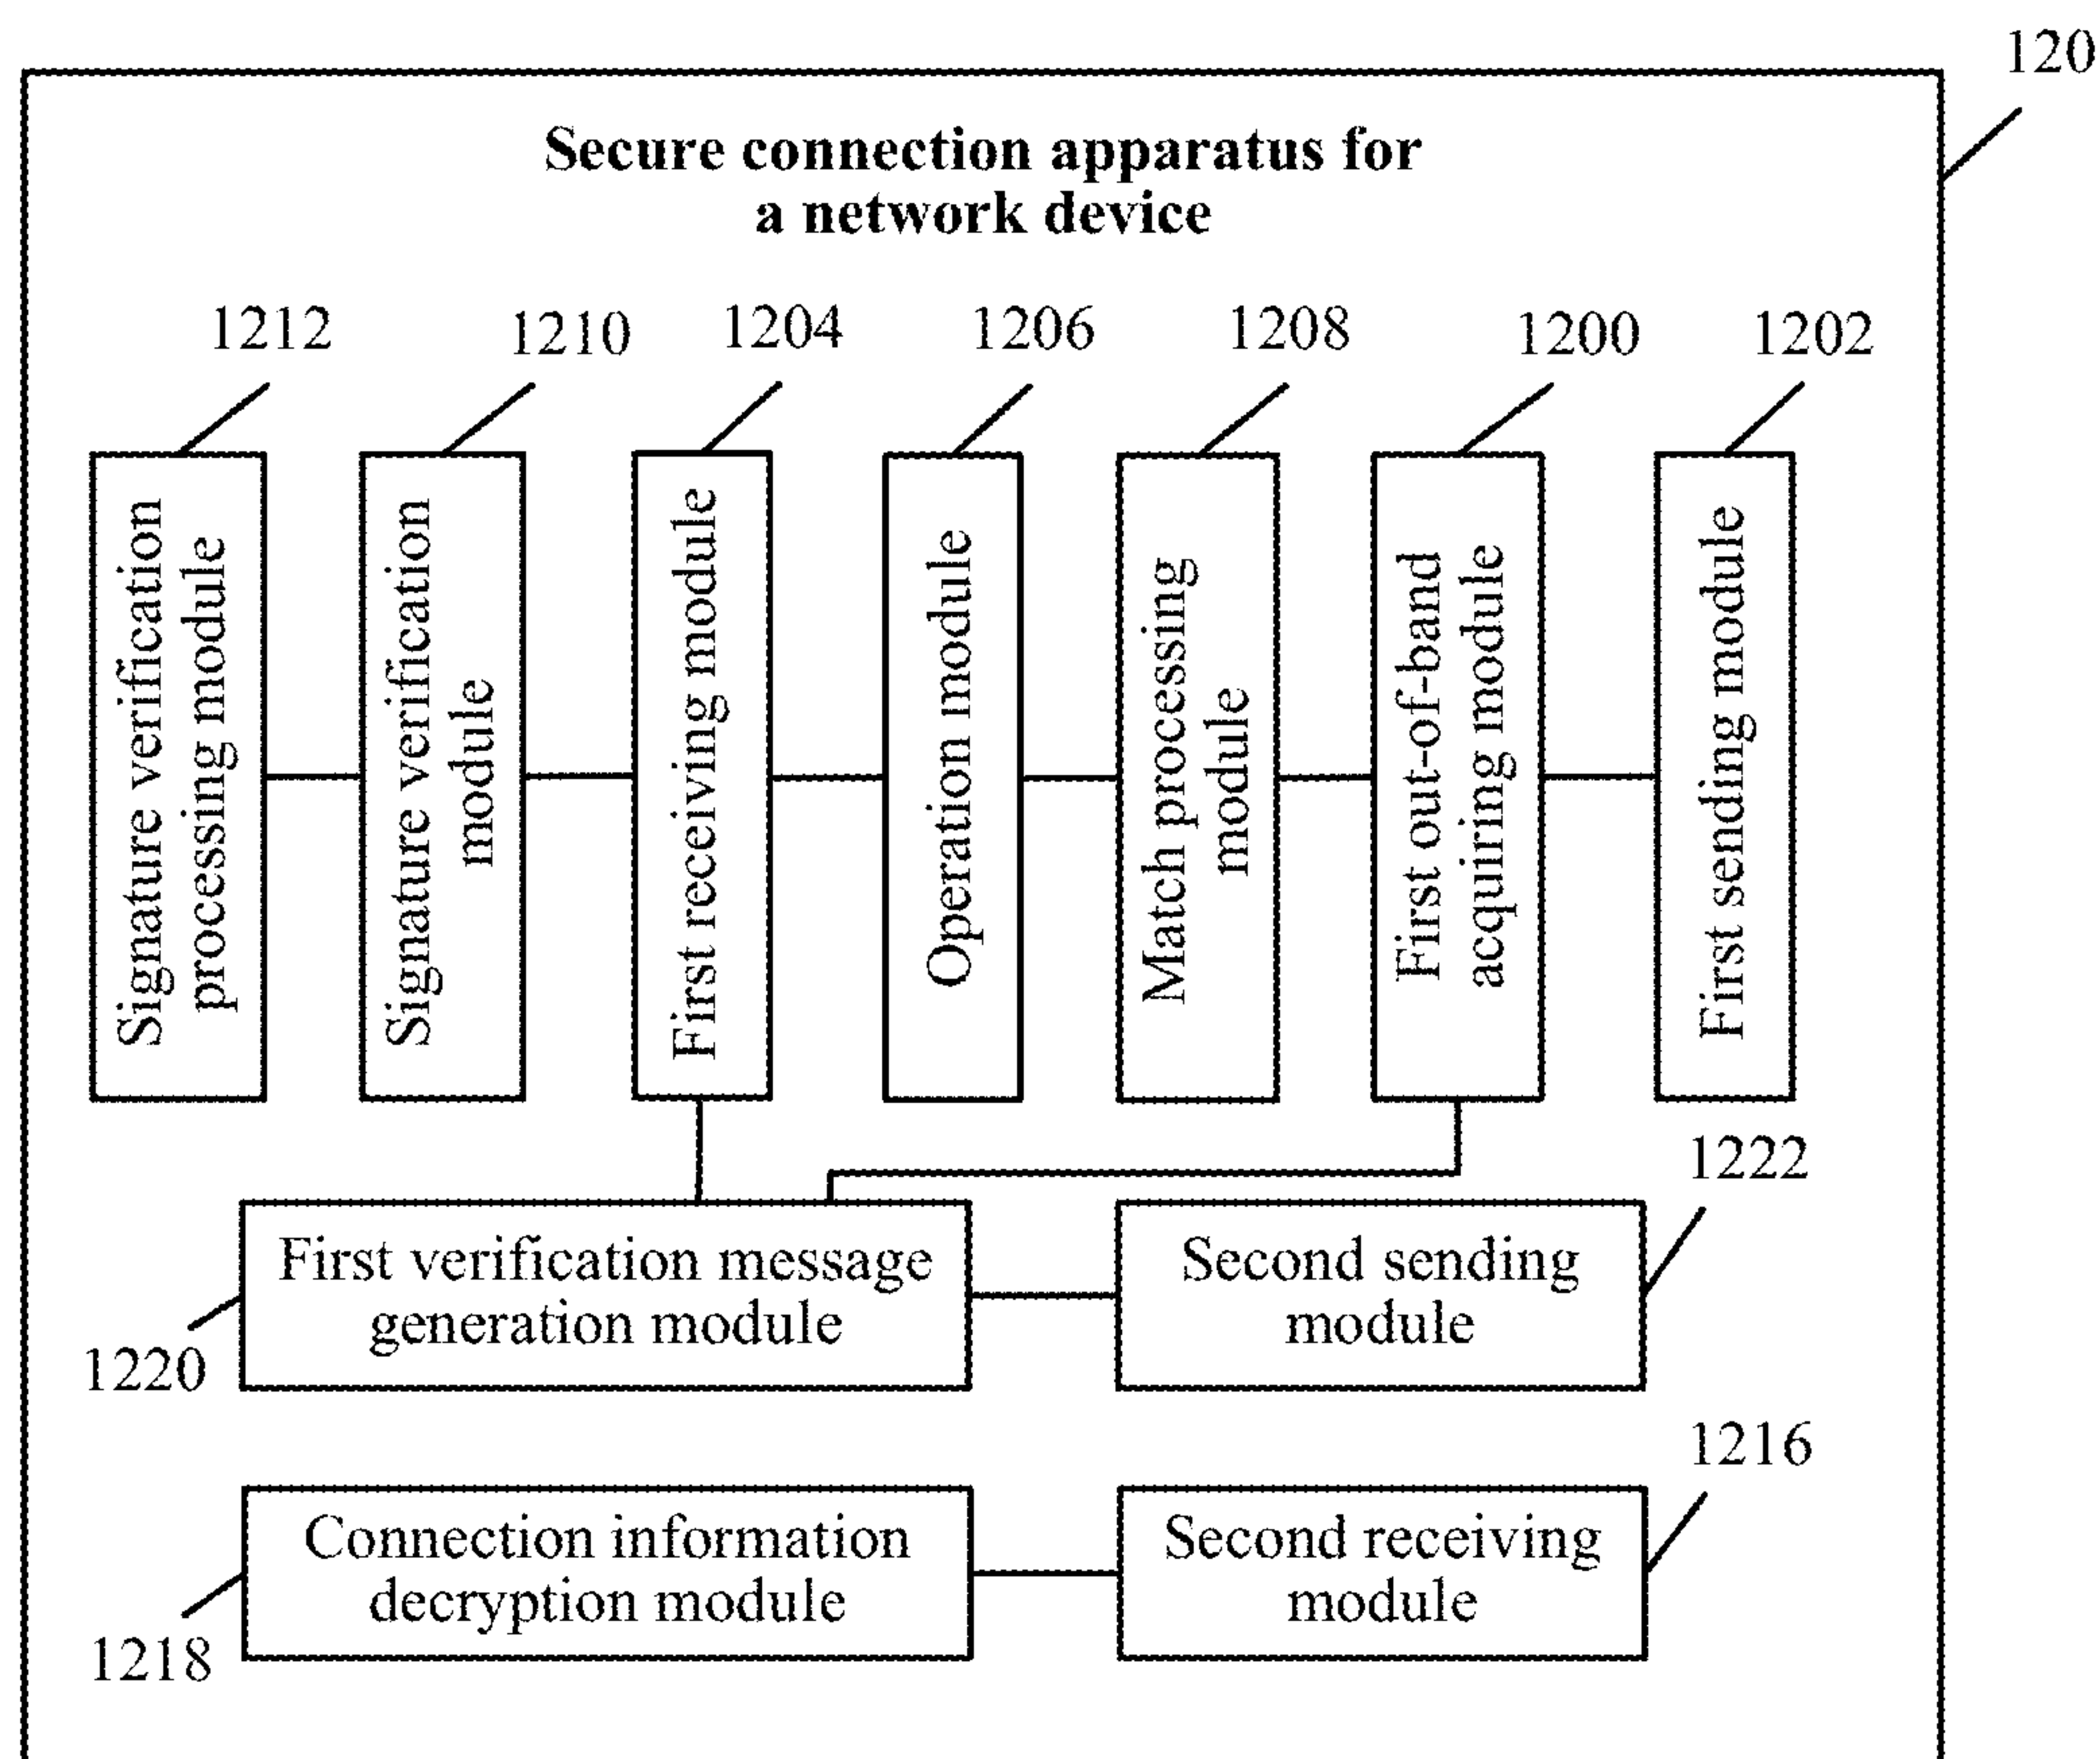 120
Secure connection apparatus for
a network device
1212
1210
1204
1206
1208
1200
1202
Signature verification
processing module
Signature verification
module
First receiving module
Operation module
Match processing
module
First out-of-band
acquiring module
First sending module
1222
First verification message
generation module
Second sending
module
1220
1216
Connection information
decryption module
Second receiving
module
1218